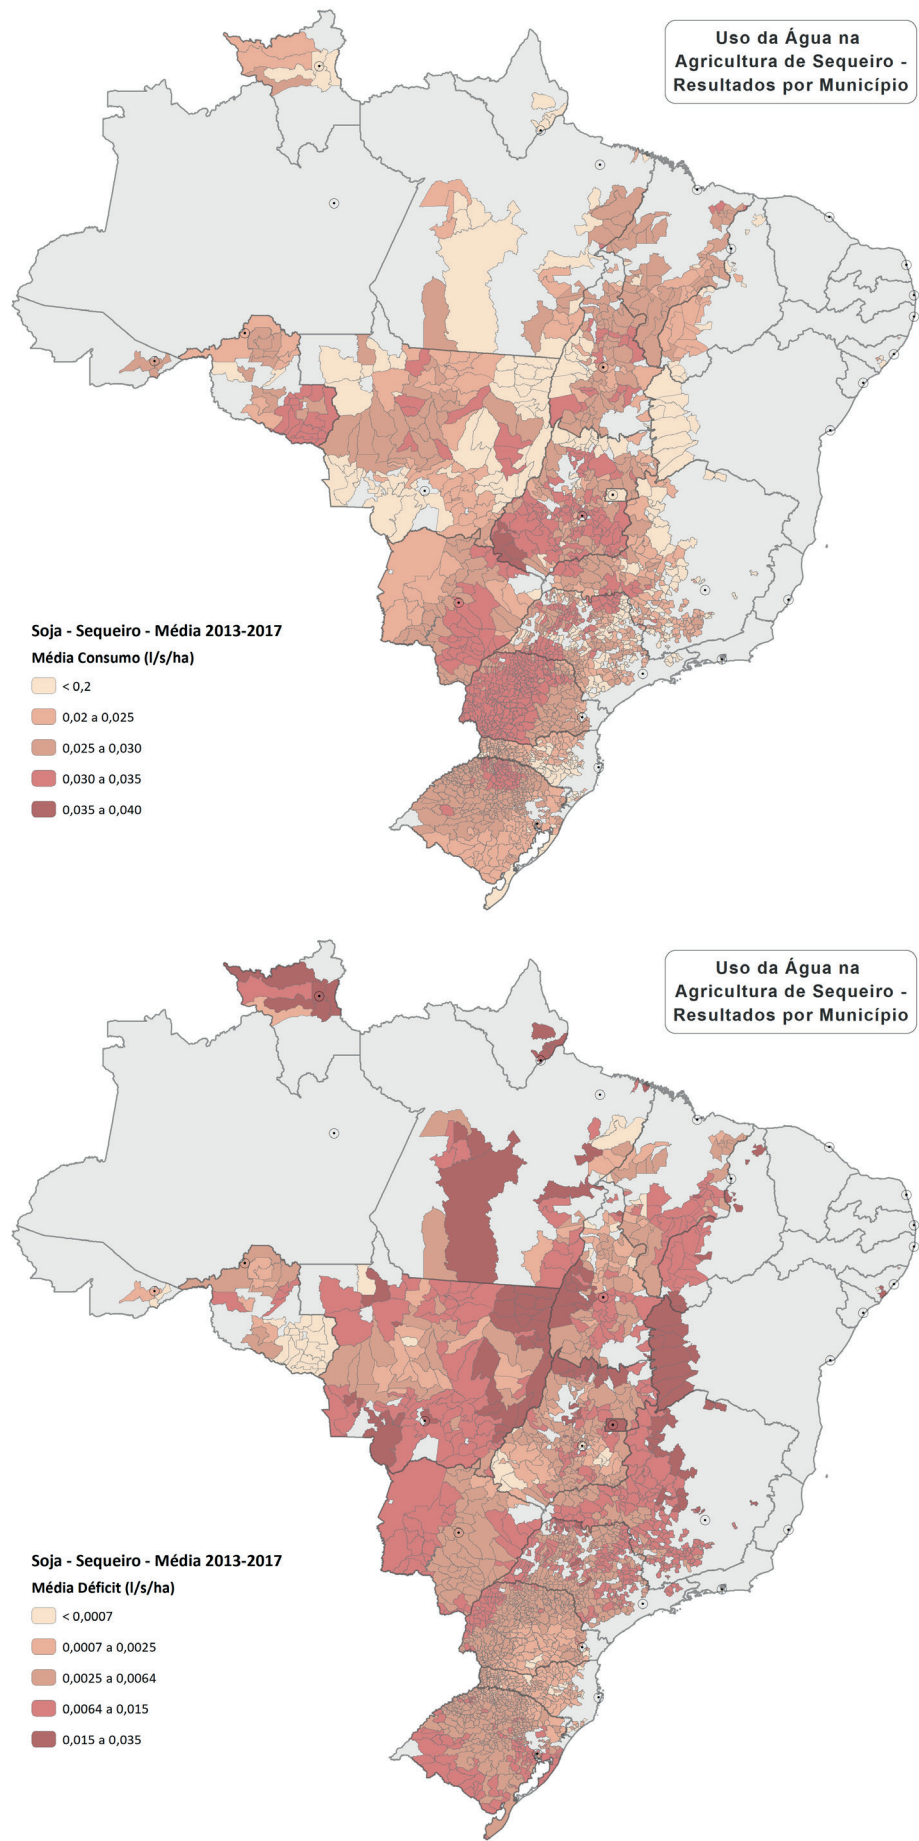 Uso da Água na
Agricultura de Sequeiro -
Resultados por Município
Soja - Sequeiro - Média 2013-2017
Média Consumo (l/s/ha)
< 0,2
0,02 a 0,025
0,025 a 0,030
0,030 a 0,035
0,035 a 0,040
Uso da Água na
Agricultura de Sequeiro -
Resultados por Município
Soja - Sequeiro - Média 2013-2017
Média Déficit (l/s/ha)
< 0,0007
0,0007 a 0,0025
0,0025 a 0,0064
0,0064 a 0,015
0,015 a 0,035